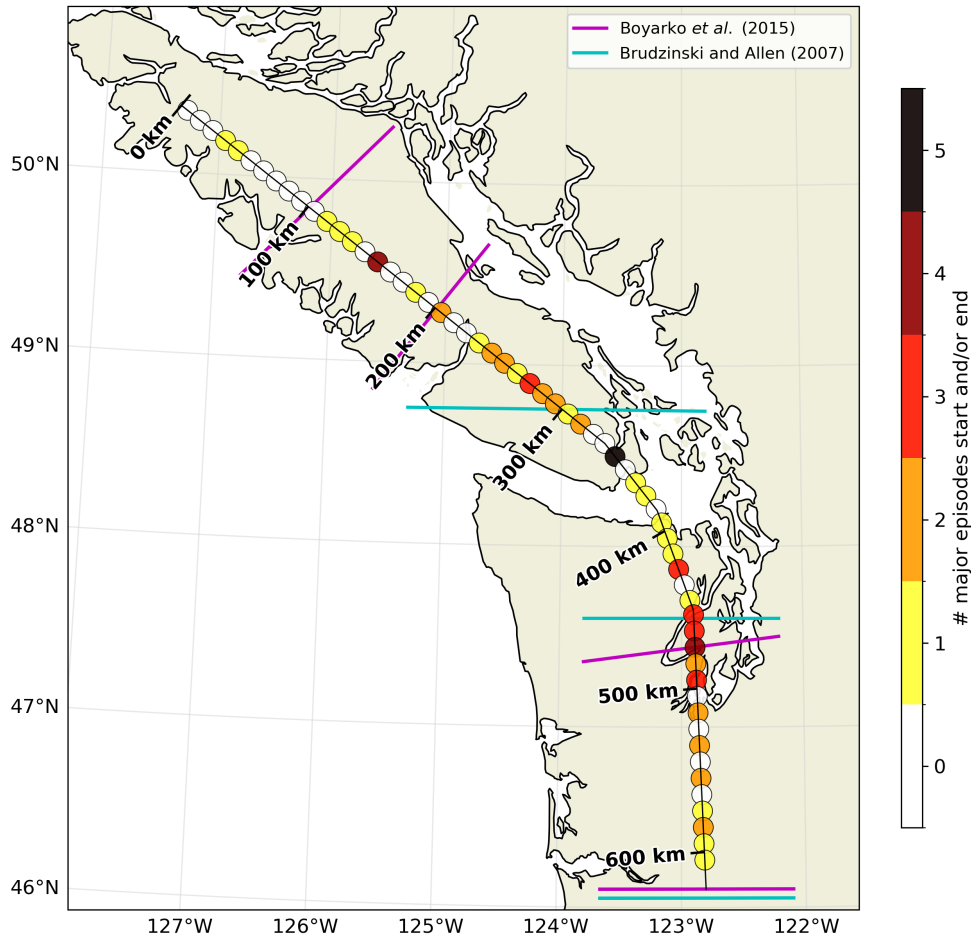 Boyarko et al. (2015)
Brudzinski and Allen (2007)
0 km
100 km
200 km
300 km
400 km
500 km
600 km
50°N
49°N
48°N
47°N
46°N
127°W
126°W
125°W
124°W
123°W
122°W
5
4
3
2
1
0
# major episodes start and/or end